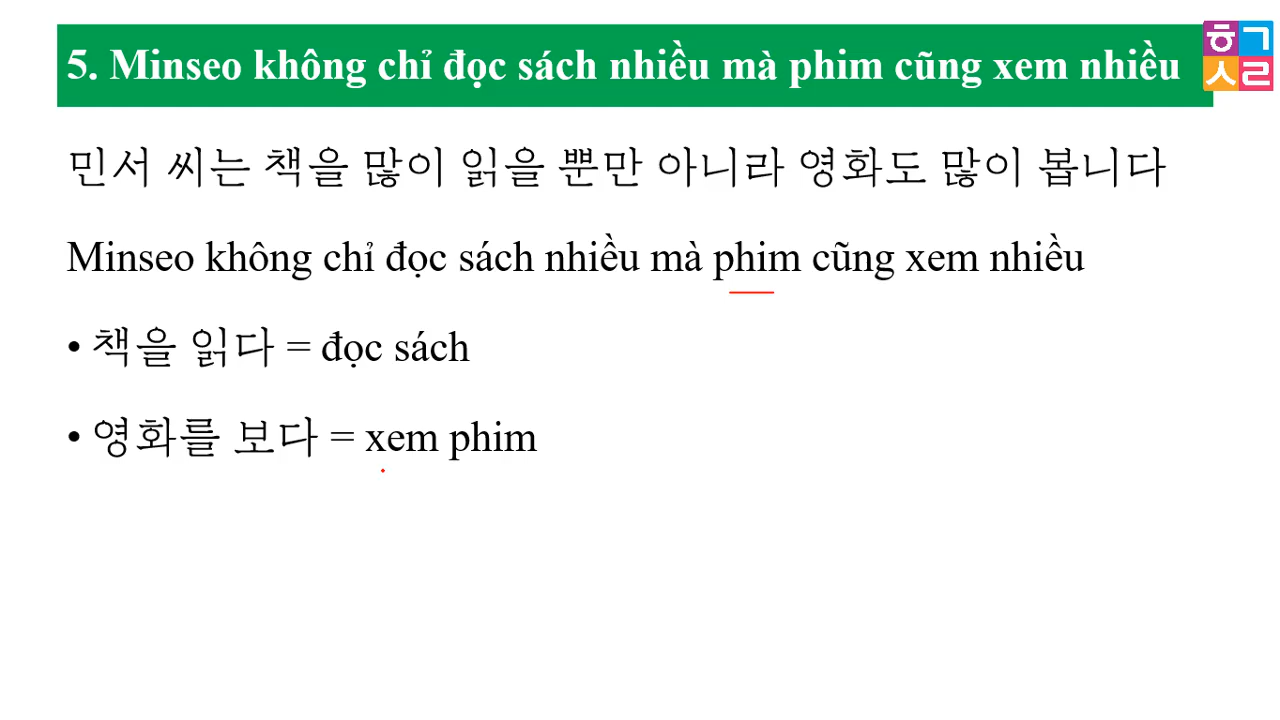 5. Minseo không chỉ đọc sách nhiều mà phim cũng xem nhiều
ㅎㄱ
ㅅㄹ
민서 씨는 책을 많이 읽을 뿐만 아니라 영화도 많이 봅니다
Minseo không chỉ đọc sách nhiều mà phim cũng xem nhiều
• 책을 읽다 = đọc sách
• 영화를 보다 = xem phim